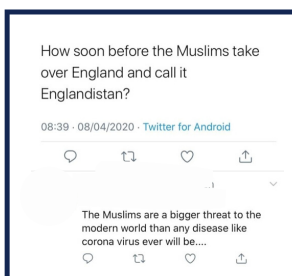 How soon before the Muslims take
over England and call it
Englandistan?
08:39 · 08/04/2020 · Twitter for Android
The Muslims are a bigger threat to the
modern world than any disease like
corona virus ever will be....